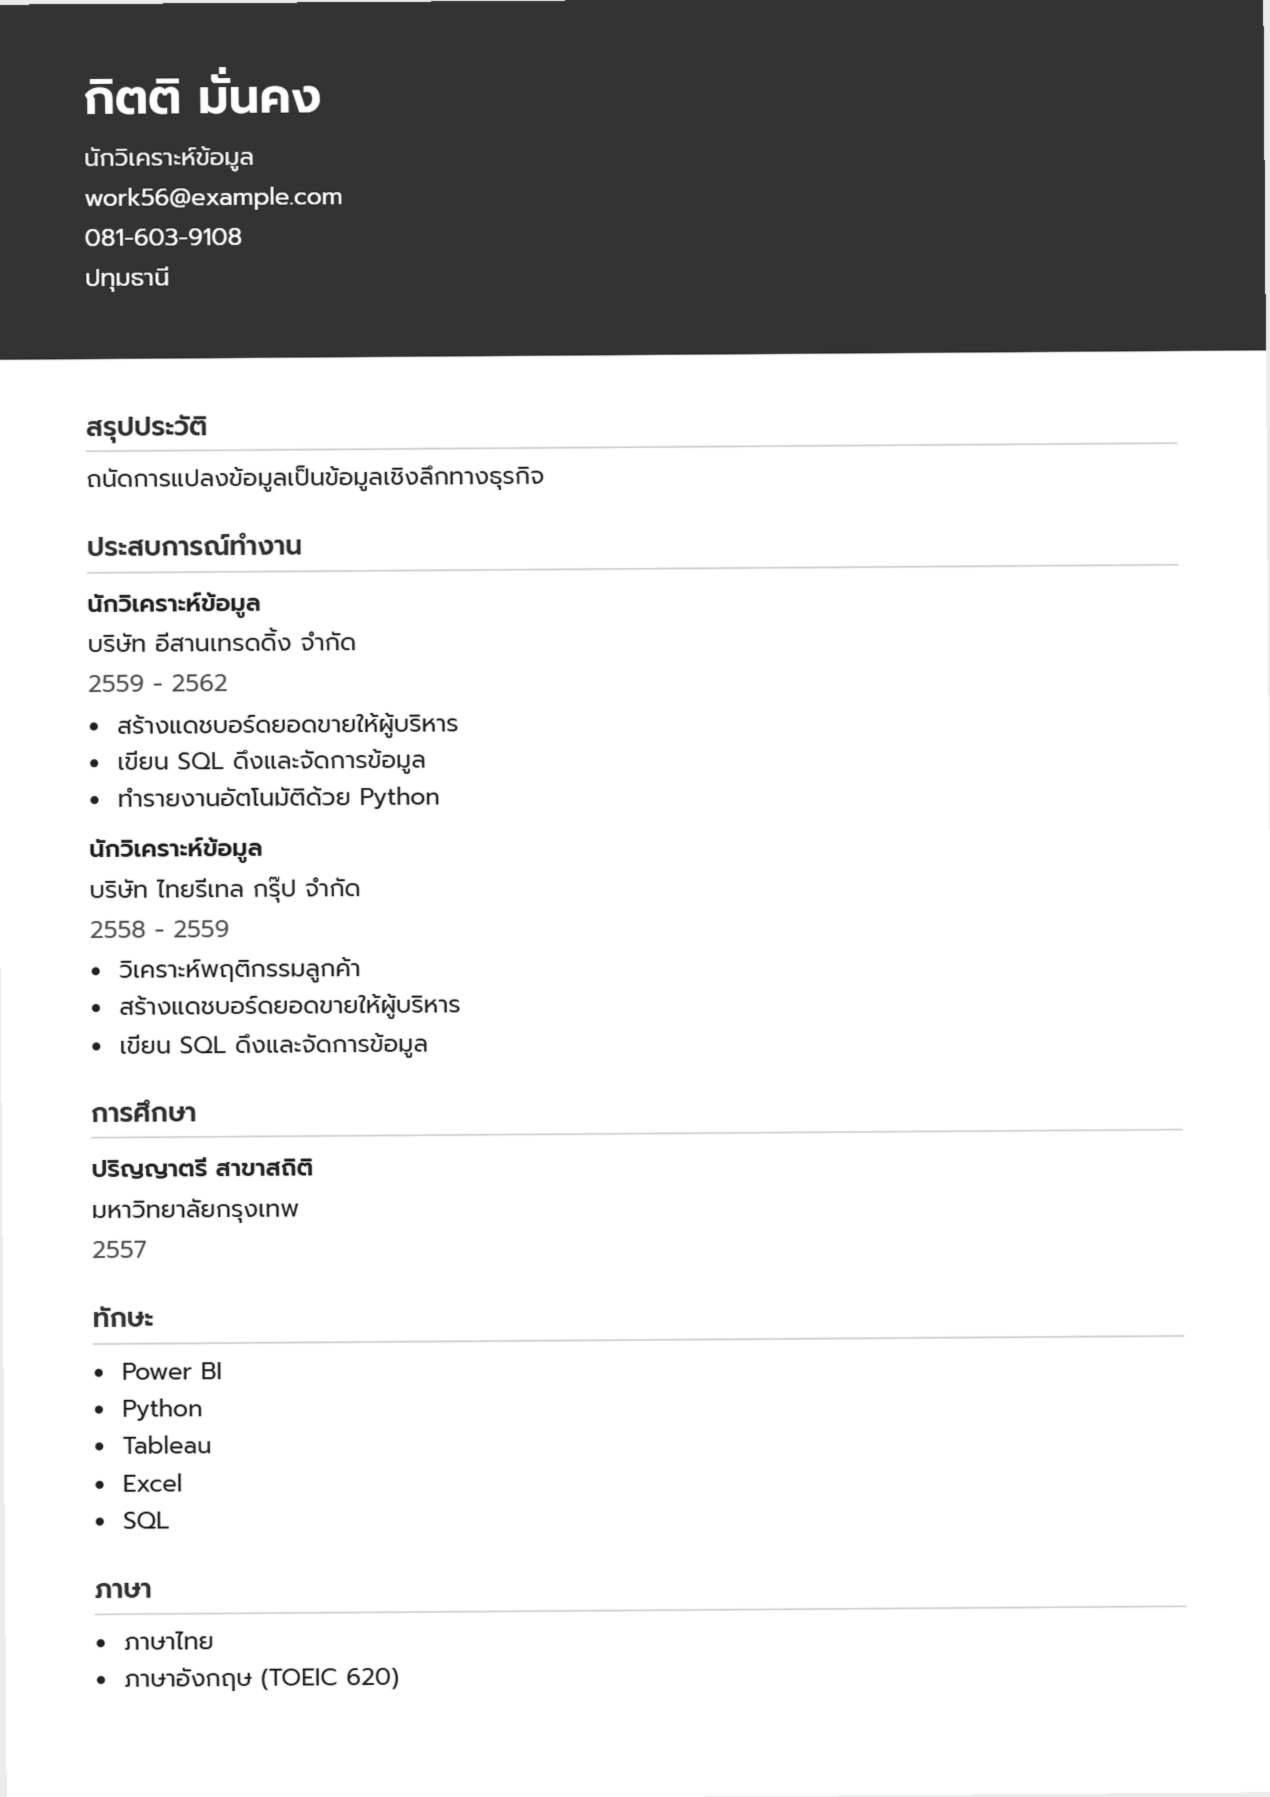 กิตติ มั่นคง
นักวิเคราะห์ข้อมูล
work56@example.com
081-603-9108
ปทุมธานี
สรุปประวัติ
ถนัดการแปลงข้อมูลเป็นข้อมูลเชิงลึกทางธุรกิจ
ประสบการณ์ทำงาน
นักวิเคราะห์ข้อมูล
บริษัท อีสานเทรดดิ้ง จำกัด
2559 - 2562
• สร้างแดชบอร์ดยอดขายให้ผู้บริหาร
• เขียน SQL ดึงและจัดการข้อมูล
• ทำรายงานอัตโนมัติด้วย Python
นักวิเคราะห์ข้อมูล
บริษัท ไทยรีเทล กรุ๊ป จำกัด
2558 - 2559
• วิเคราะห์พฤติกรรมลูกค้า
• สร้างแดชบอร์ดยอดขายให้ผู้บริหาร
• เขียน SQL ดึงและจัดการข้อมูล
การศึกษา
ปริญญาตรี สาขาสถิติ
มหาวิทยาลัยกรุงเทพ
2557
ทักษะ
• Power BI
• Python
• Tableau
• Excel
• SQL
ภาษา
• ภาษาไทย
• ภาษาอังกฤษ (TOEIC 620)